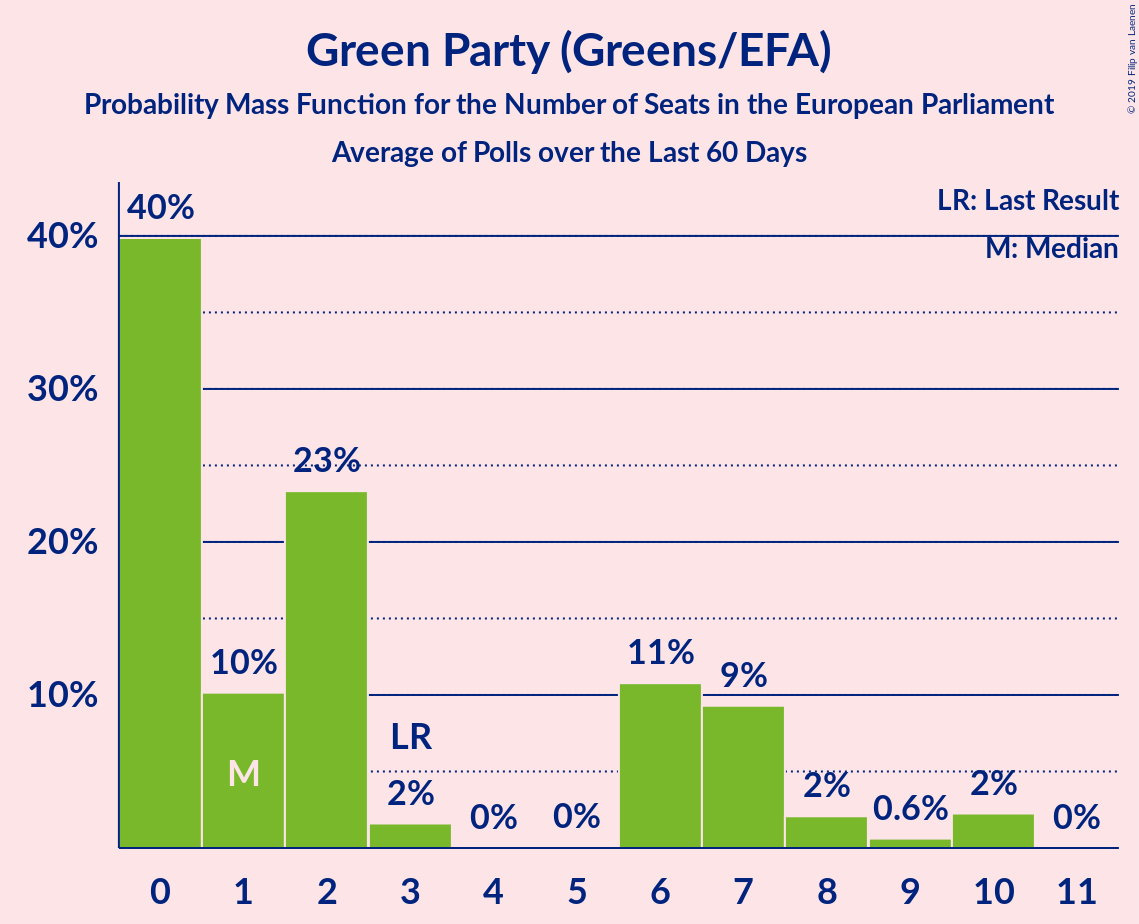 Green Party (Greens/EFA)
Probability Mass Function for the Number of Seats in the European Parliament
Average of Polls over the Last 60 Days
© 2019 Filip van Laenen
LR: Last Result
M: Median
40%
30%
20%
10%
40%
10%
23%
2%
0%
0%
11%
9%
2%
0.6%
2%
0%
M
LR
0 1 2 3 4 5 6 7 8 9 10 11